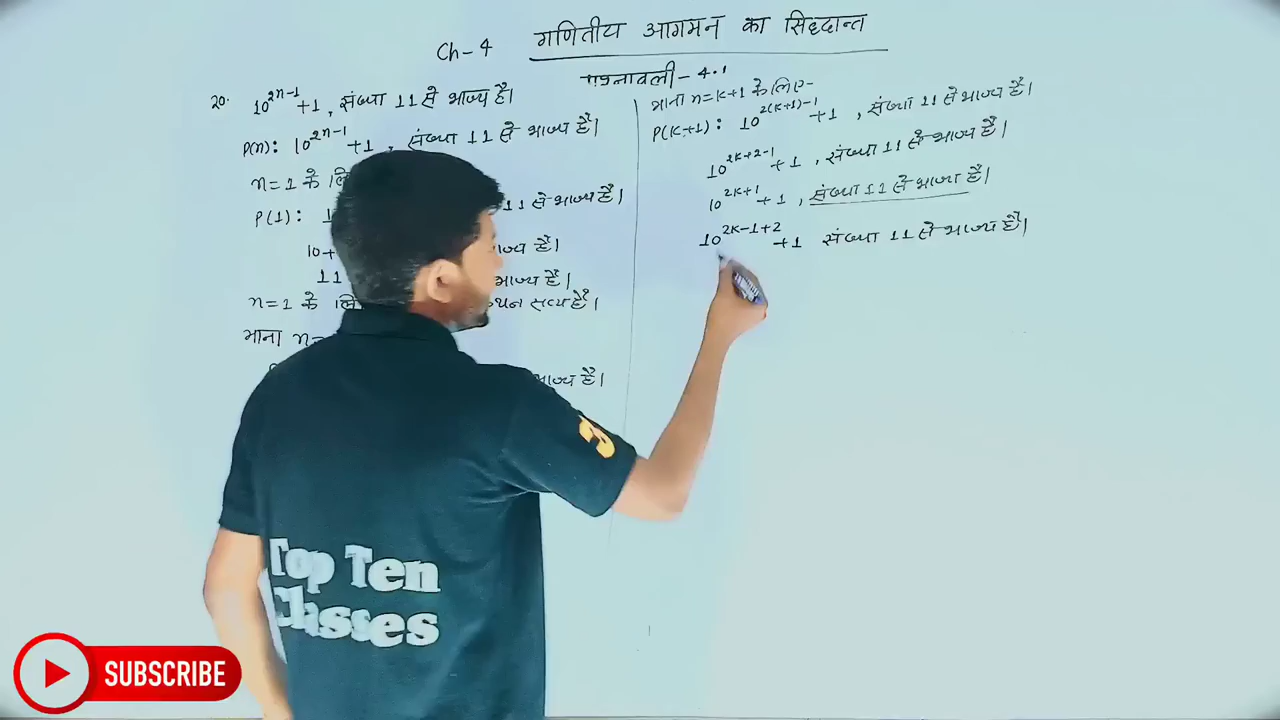 Ch-4 गणितीय आगमन का सिद्धान्त
प्रश्नावली-4.1
20. 10^{2n-1}+1, संख्या 11 से भाज्य है।
P(n): 10^{2n-1}+1, संख्या 11 से भाज्य है।
n=1 के लि
P(1): 1 11 से भाज्य है।
10+ भाज्य है।
11 भाज्य है।
n=1 के लि कथन सत्य है।
माना n=
भाज्य है।
माना n=k+1 के लिए-
P(k+1): 10^{2(k+1)-1}+1, संख्या 11 से भाज्य है।
10^{2k+2-1}+1, संख्या 11 से भाज्य है।
10^{2k+1}+1, संख्या 11 से भाज्य है।
10^{2k-1+2}+1 संख्या 11 से भाज्य है।
3
Top Ten
Classes
SUBSCRIBE